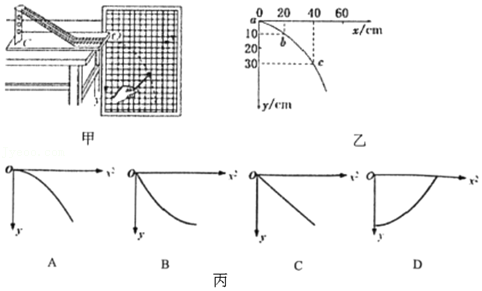 O
甲
0 20 40 60 x/cm
a
10
20
30
b
c
y/cm
乙
O x² y A
O x² y B
O x² y C
O x² y D
丙